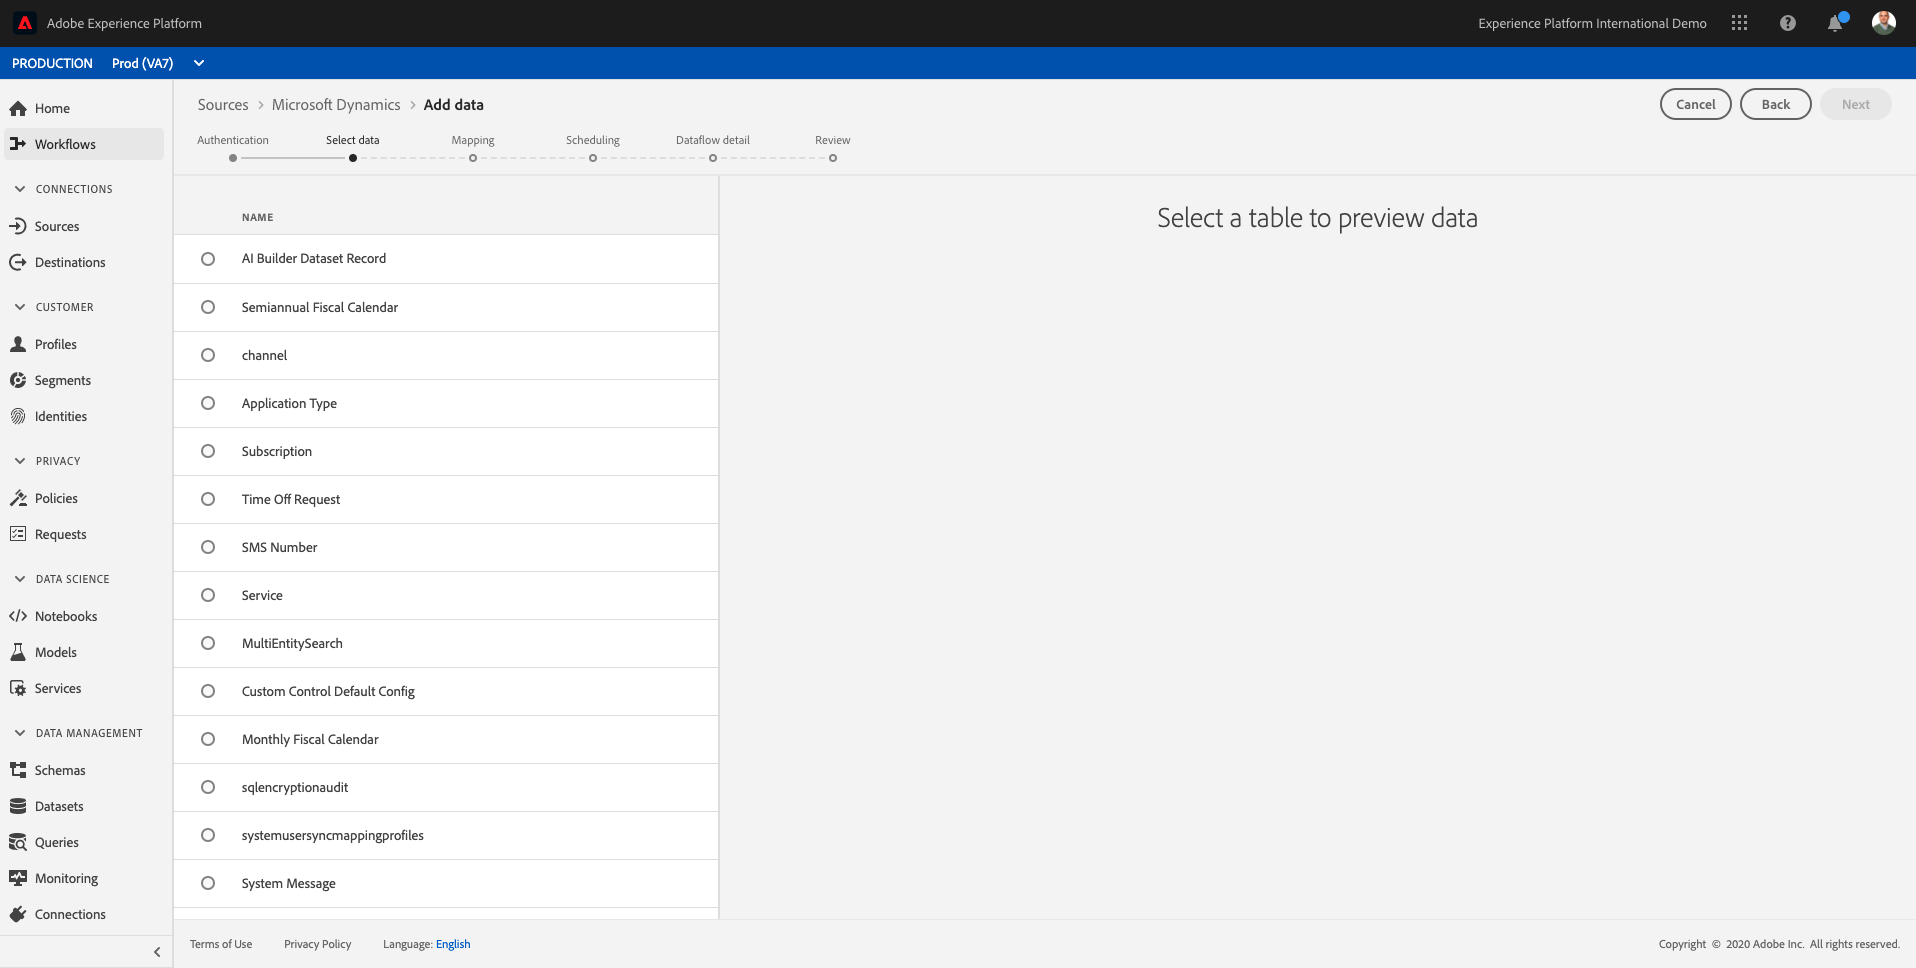 Adobe Experience Platform
Experience Platform International Demo
PRODUCTION Prod (VA7)
Home
Workflows
CONNECTIONS
Sources
Destinations
CUSTOMER
Profiles
Segments
Identities
PRIVACY
Policies
Requests
DATA SCIENCE
Notebooks
Models
Services
DATA MANAGEMENT
Schemas
Datasets
Queries
Monitoring
Connections
Sources > Microsoft Dynamics > Add data
Cancel Back Next
Authentication Select data Mapping Scheduling Dataflow detail Review
NAME
AI Builder Dataset Record
Semiannual Fiscal Calendar
channel
Application Type
Subscription
Time Off Request
SMS Number
Service
MultiEntitySearch
Custom Control Default Config
Monthly Fiscal Calendar
sqlencryptionaudit
systemusersyncmappingprofiles
System Message
Select a table to preview data
Terms of Use Privacy Policy Language: English
Copyright © 2020 Adobe Inc. All rights reserved.